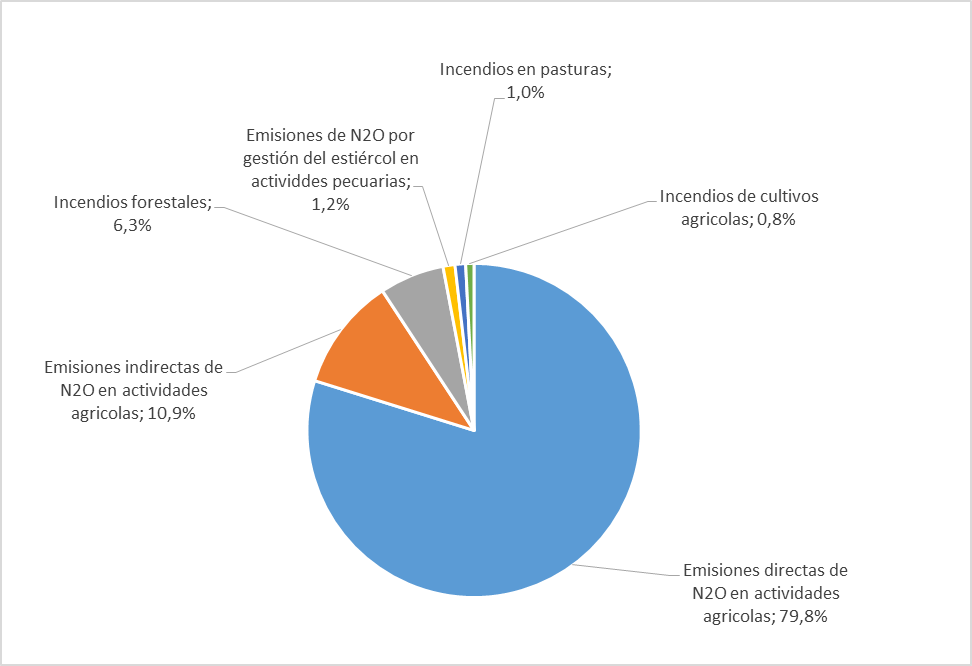 Incendios en pasturas;
1,0%
Emisiones de N2O por
gestión del estiércol en
actividdes pecuarias;
1,2%
Incendios forestales;
6,3%
Incendios de cultivos
agricolas; 0,8%
Emisiones indirectas de
N2O en actividades
agricolas; 10,9%
Emisiones directas de
N2O en actividades
agricolas; 79,8%